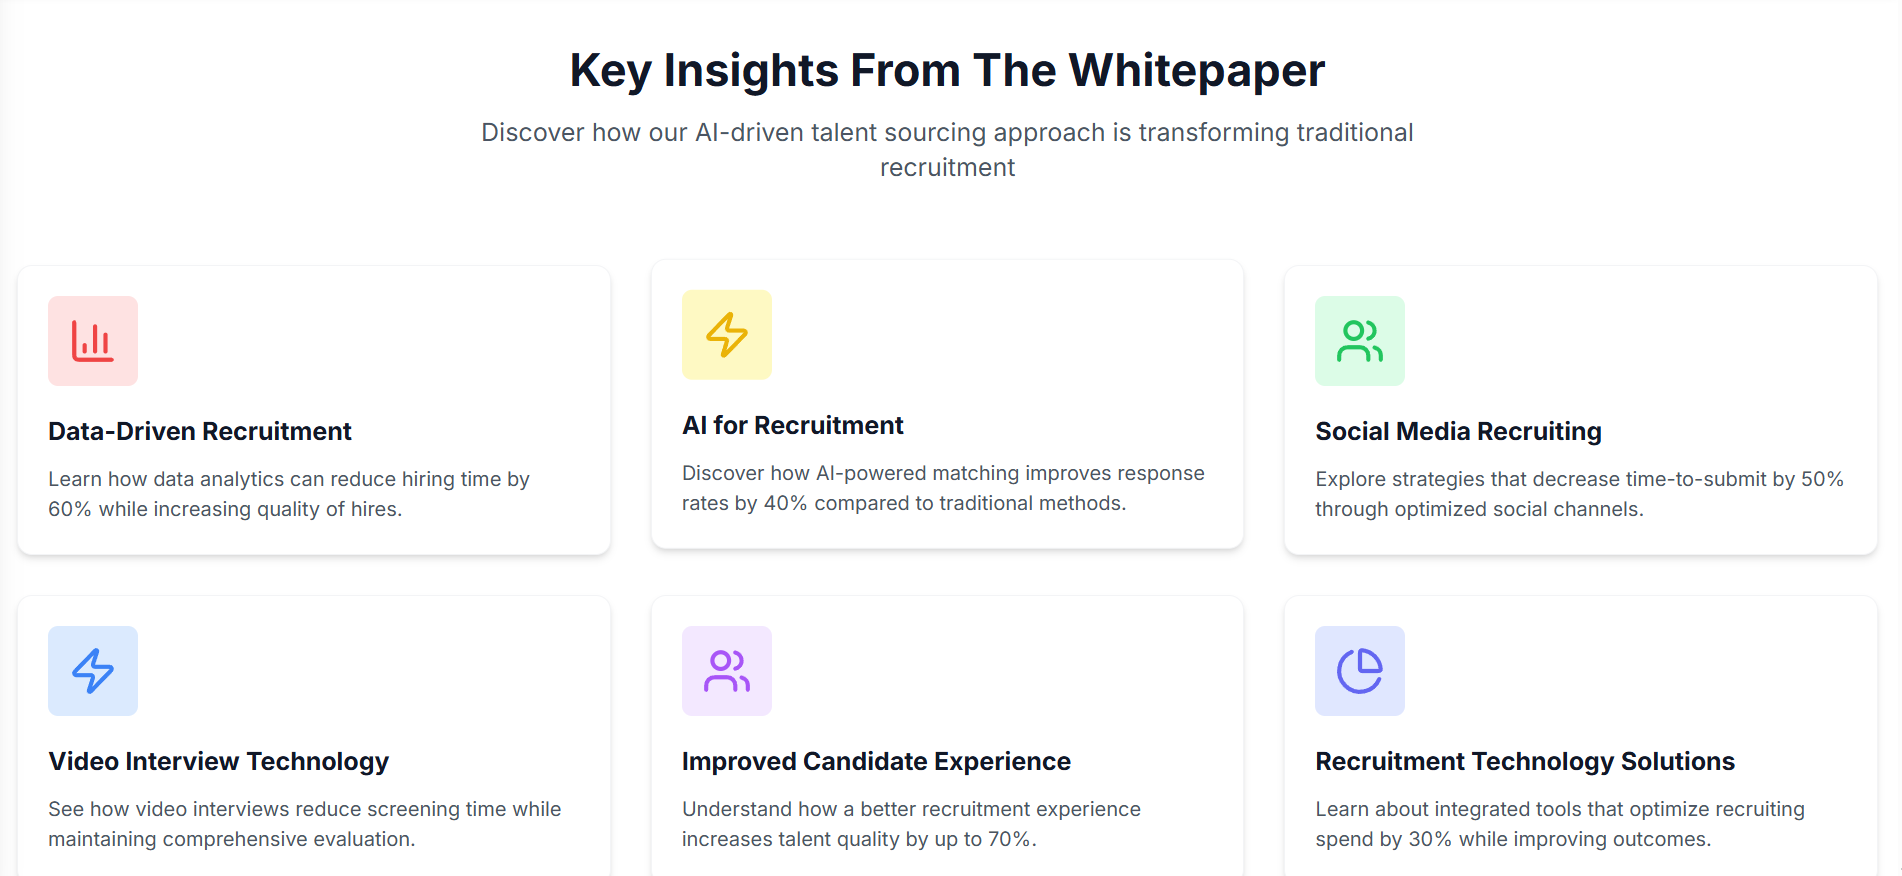 Key Insights From The Whitepaper
Discover how our AI-driven talent sourcing approach is transforming traditional
recruitment
Data-Driven Recruitment
Learn how data analytics can reduce hiring time by
60% while increasing quality of hires.
AI for Recruitment
Discover how AI-powered matching improves response
rates by 40% compared to traditional methods.
Social Media Recruiting
Explore strategies that decrease time-to-submit by 50%
through optimized social channels.
Video Interview Technology
See how video interviews reduce screening time while
maintaining comprehensive evaluation.
Improved Candidate Experience
Understand how a better recruitment experience
increases talent quality by up to 70%.
Recruitment Technology Solutions
Learn about integrated tools that optimize recruiting
spend by 30% while improving outcomes.